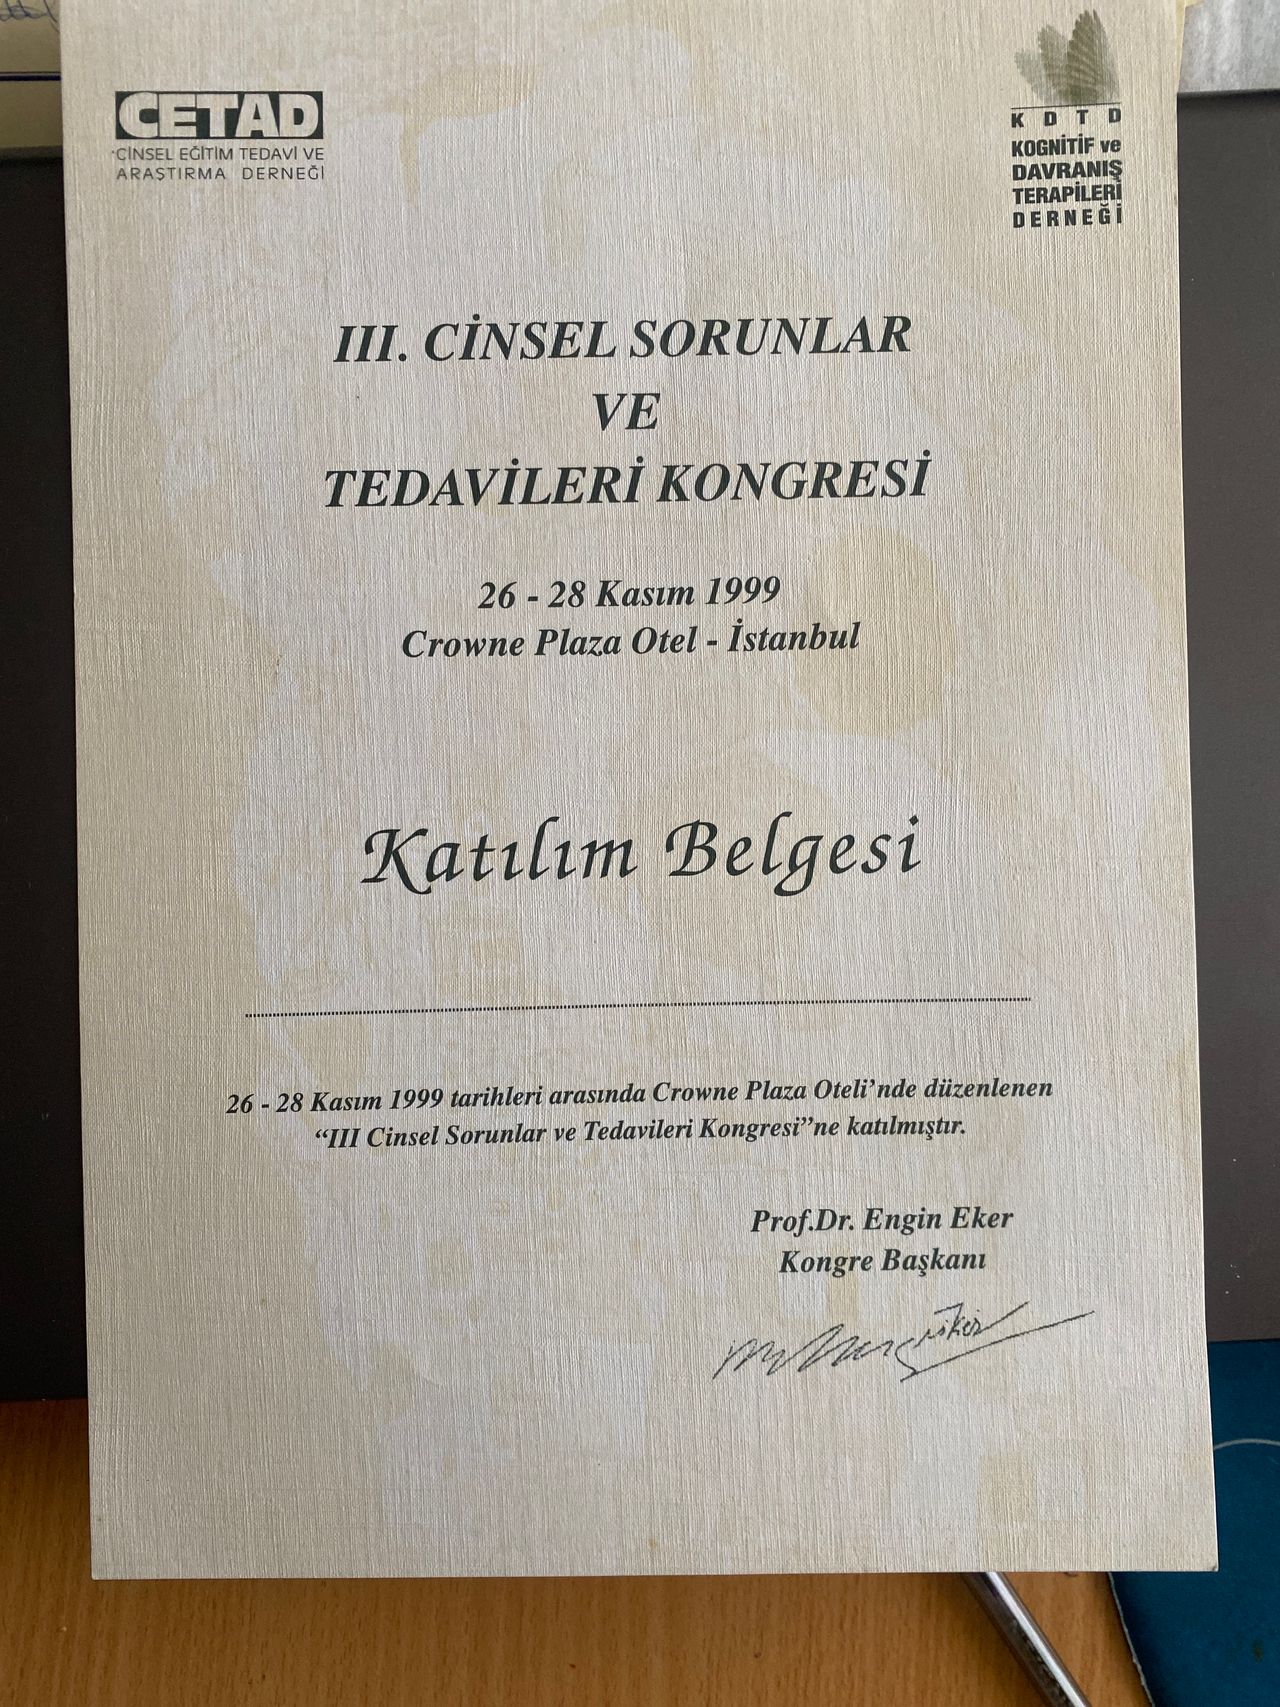 CETAD
CİNSEL EĞİTİM TEDAVİ VE
ARAŞTIRMA DERNEĞİ
K D T D
KOGNİTİF ve
DAVRANIŞ
TERAPİLERİ
DERNEĞİ
III. CİNSEL SORUNLAR
VE
TEDAVİLERİ KONGRESİ
26 - 28 Kasım 1999
Crowne Plaza Otel - İstanbul
Katılım Belgesi
26 - 28 Kasım 1999 tarihleri arasında Crowne Plaza Oteli'nde düzenlenen
“III Cinsel Sorunlar ve Tedavileri Kongresi”ne katılmıştır.
Prof.Dr. Engin Eker
Kongre Başkanı